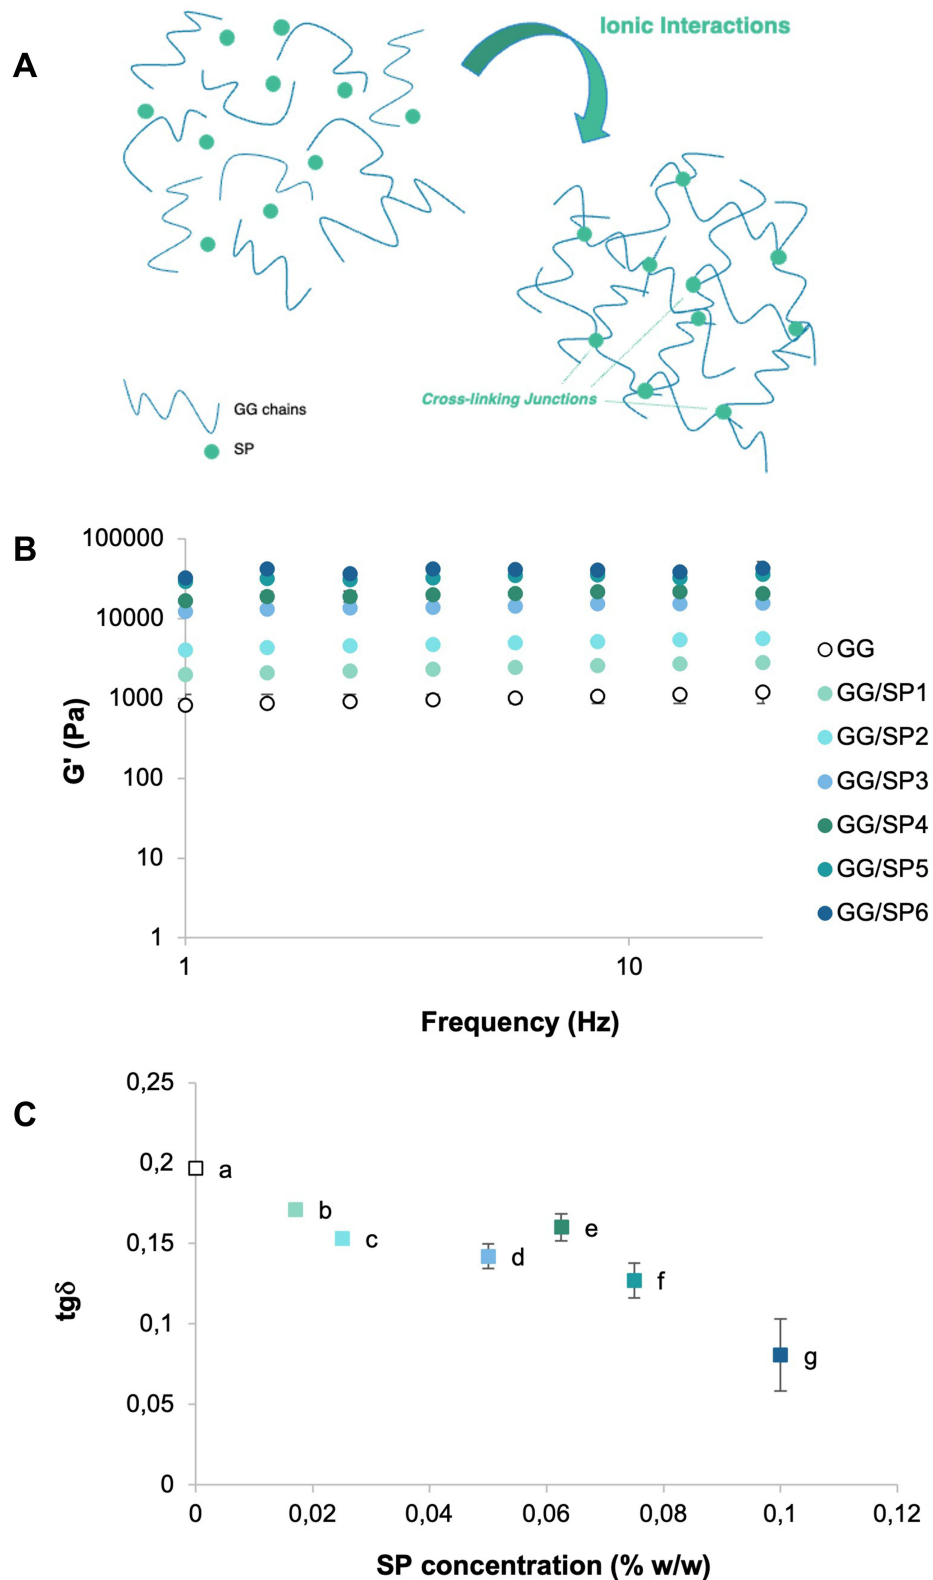 A
Ionic Interactions
Cross-linking Junctions
GG chains
SP
B
G' (Pa)
100000
10000
1000
100
10
1
1
10
Frequency (Hz)
GG
GG/SP1
GG/SP2
GG/SP3
GG/SP4
GG/SP5
GG/SP6
C
tgδ
0,25
0,2
0,15
0,1
0,05
0
a
b
c
d
e
f
g
0
0,02
0,04
0,06
0,08
0,1
0,12
SP concentration (% w/w)